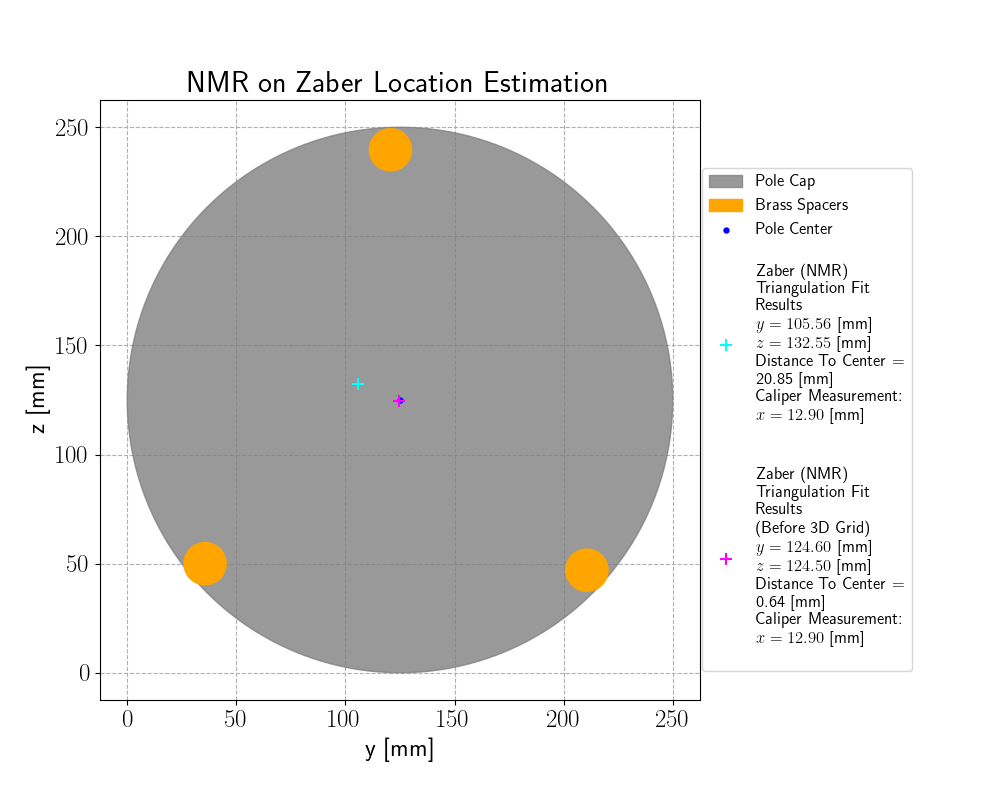 NMR on Zaber Location Estimation
250
200
150
100
50
0
z [mm]
0
50
100
150
200
250
y [mm]
Pole Cap
Brass Spacers
Pole Center
Zaber (NMR)
Triangulation Fit
Results
y = 105.56 [mm]
z = 132.55 [mm]
Distance To Center =
20.85 [mm]
Caliper Measurement:
x = 12.90 [mm]
Zaber (NMR)
Triangulation Fit
Results
(Before 3D Grid)
y = 124.60 [mm]
z = 124.50 [mm]
Distance To Center =
0.64 [mm]
Caliper Measurement:
x = 12.90 [mm]